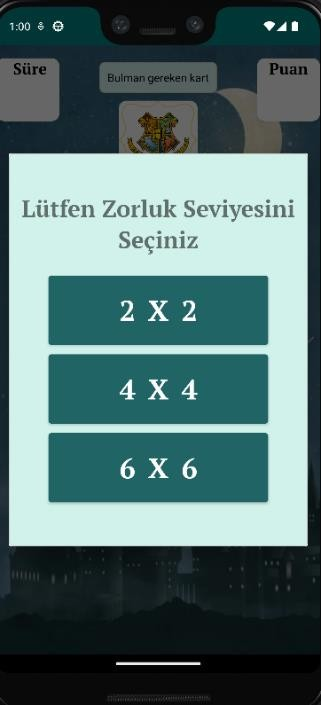 1:00
Süre
Bulman gereken kart
Puan
Lütfen Zorluk Seviyesini
Seçiniz
2 X 2
4 X 4
6 X 6